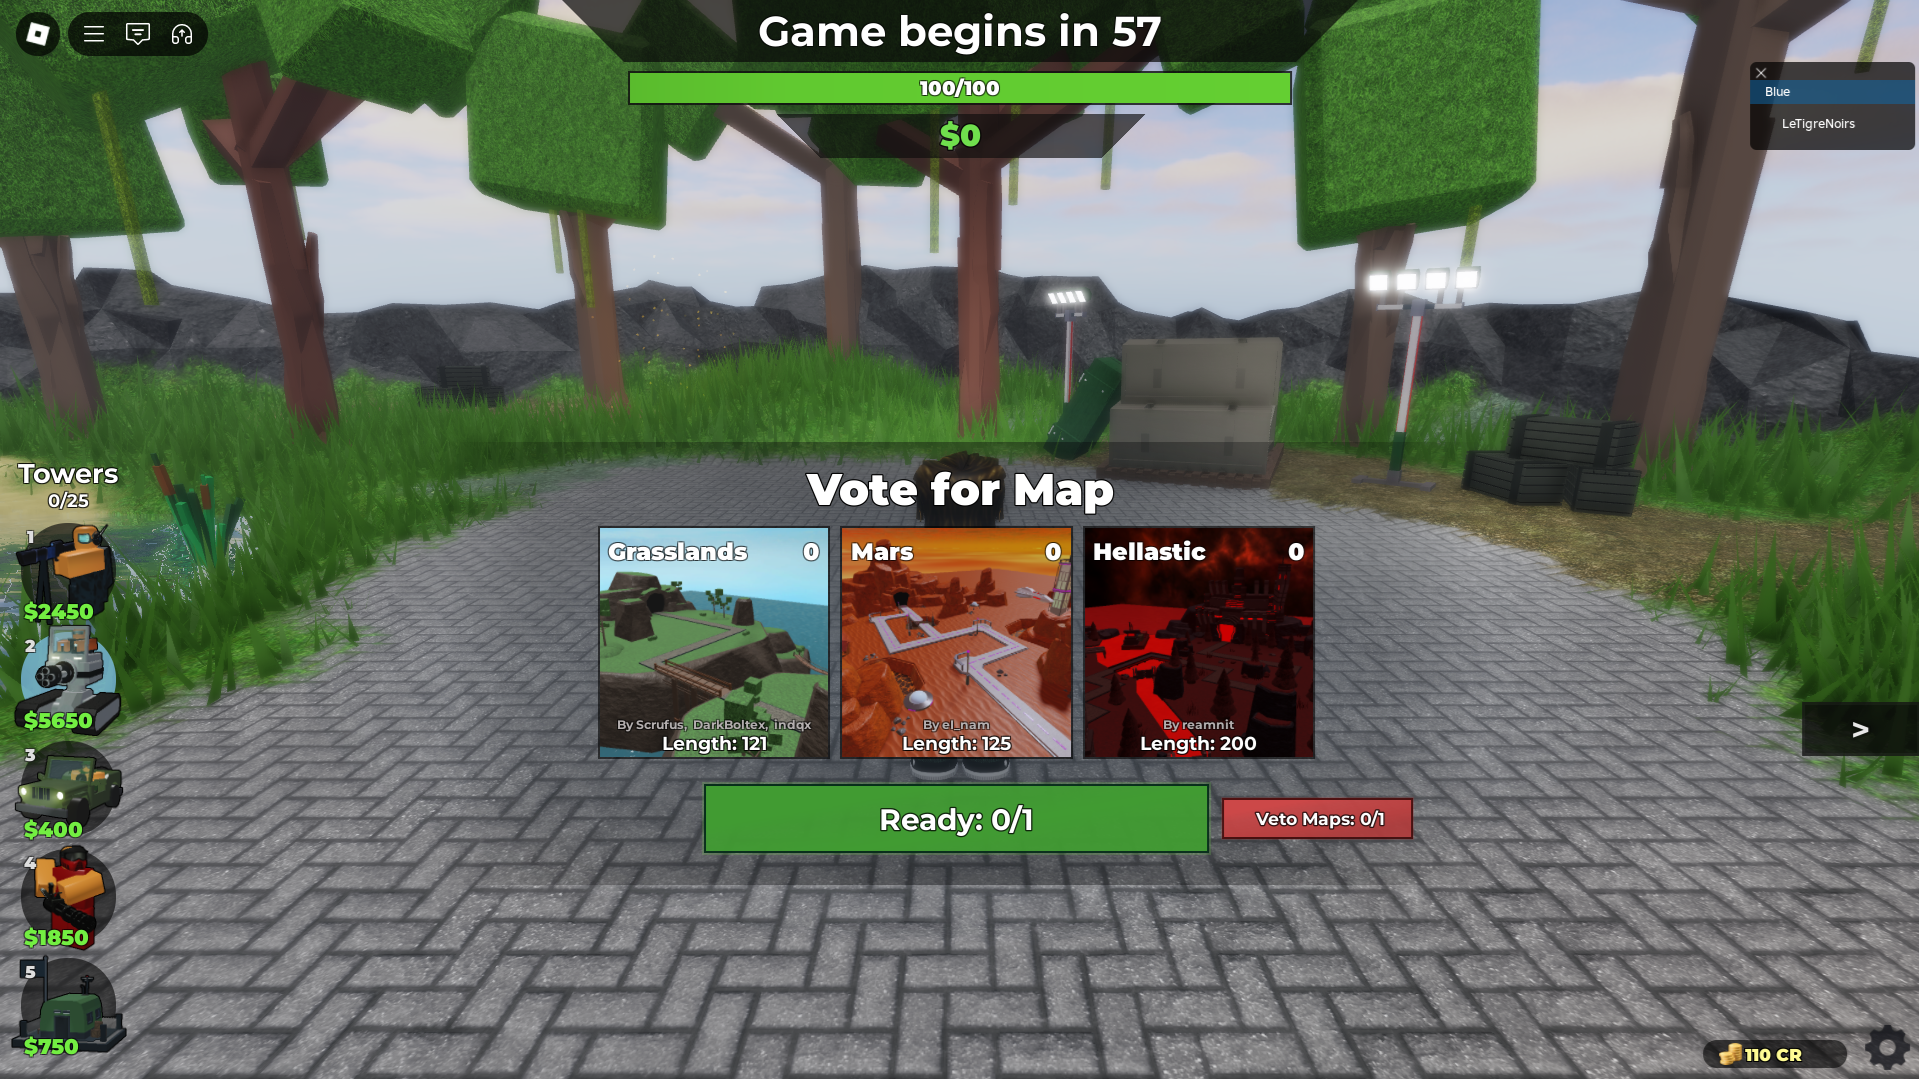 Game begins in 57
100/100
$0
Blue
LeTigreNoirs
Towers
0/25
1
$2450
2
$5650
3
$400
4
$1850
5
$750
Vote for Map
Grasslands 0
By Scrufus, DarkBoltex, indqx
Length: 121
Mars 0
By el_nam
Length: 125
Hellastic 0
By reamnit
Length: 200
Ready: 0/1
Veto Maps: 0/1
>
110 CR